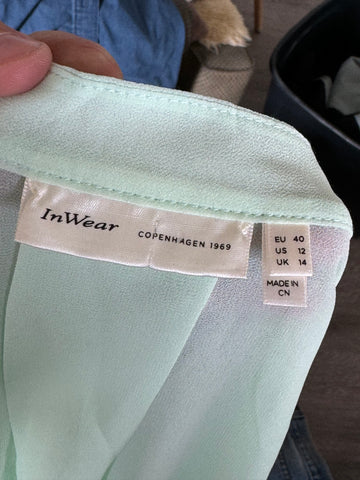 InWear
COPENHAGEN 1969
EU 40
US 12
UK 14
MADE IN
CN